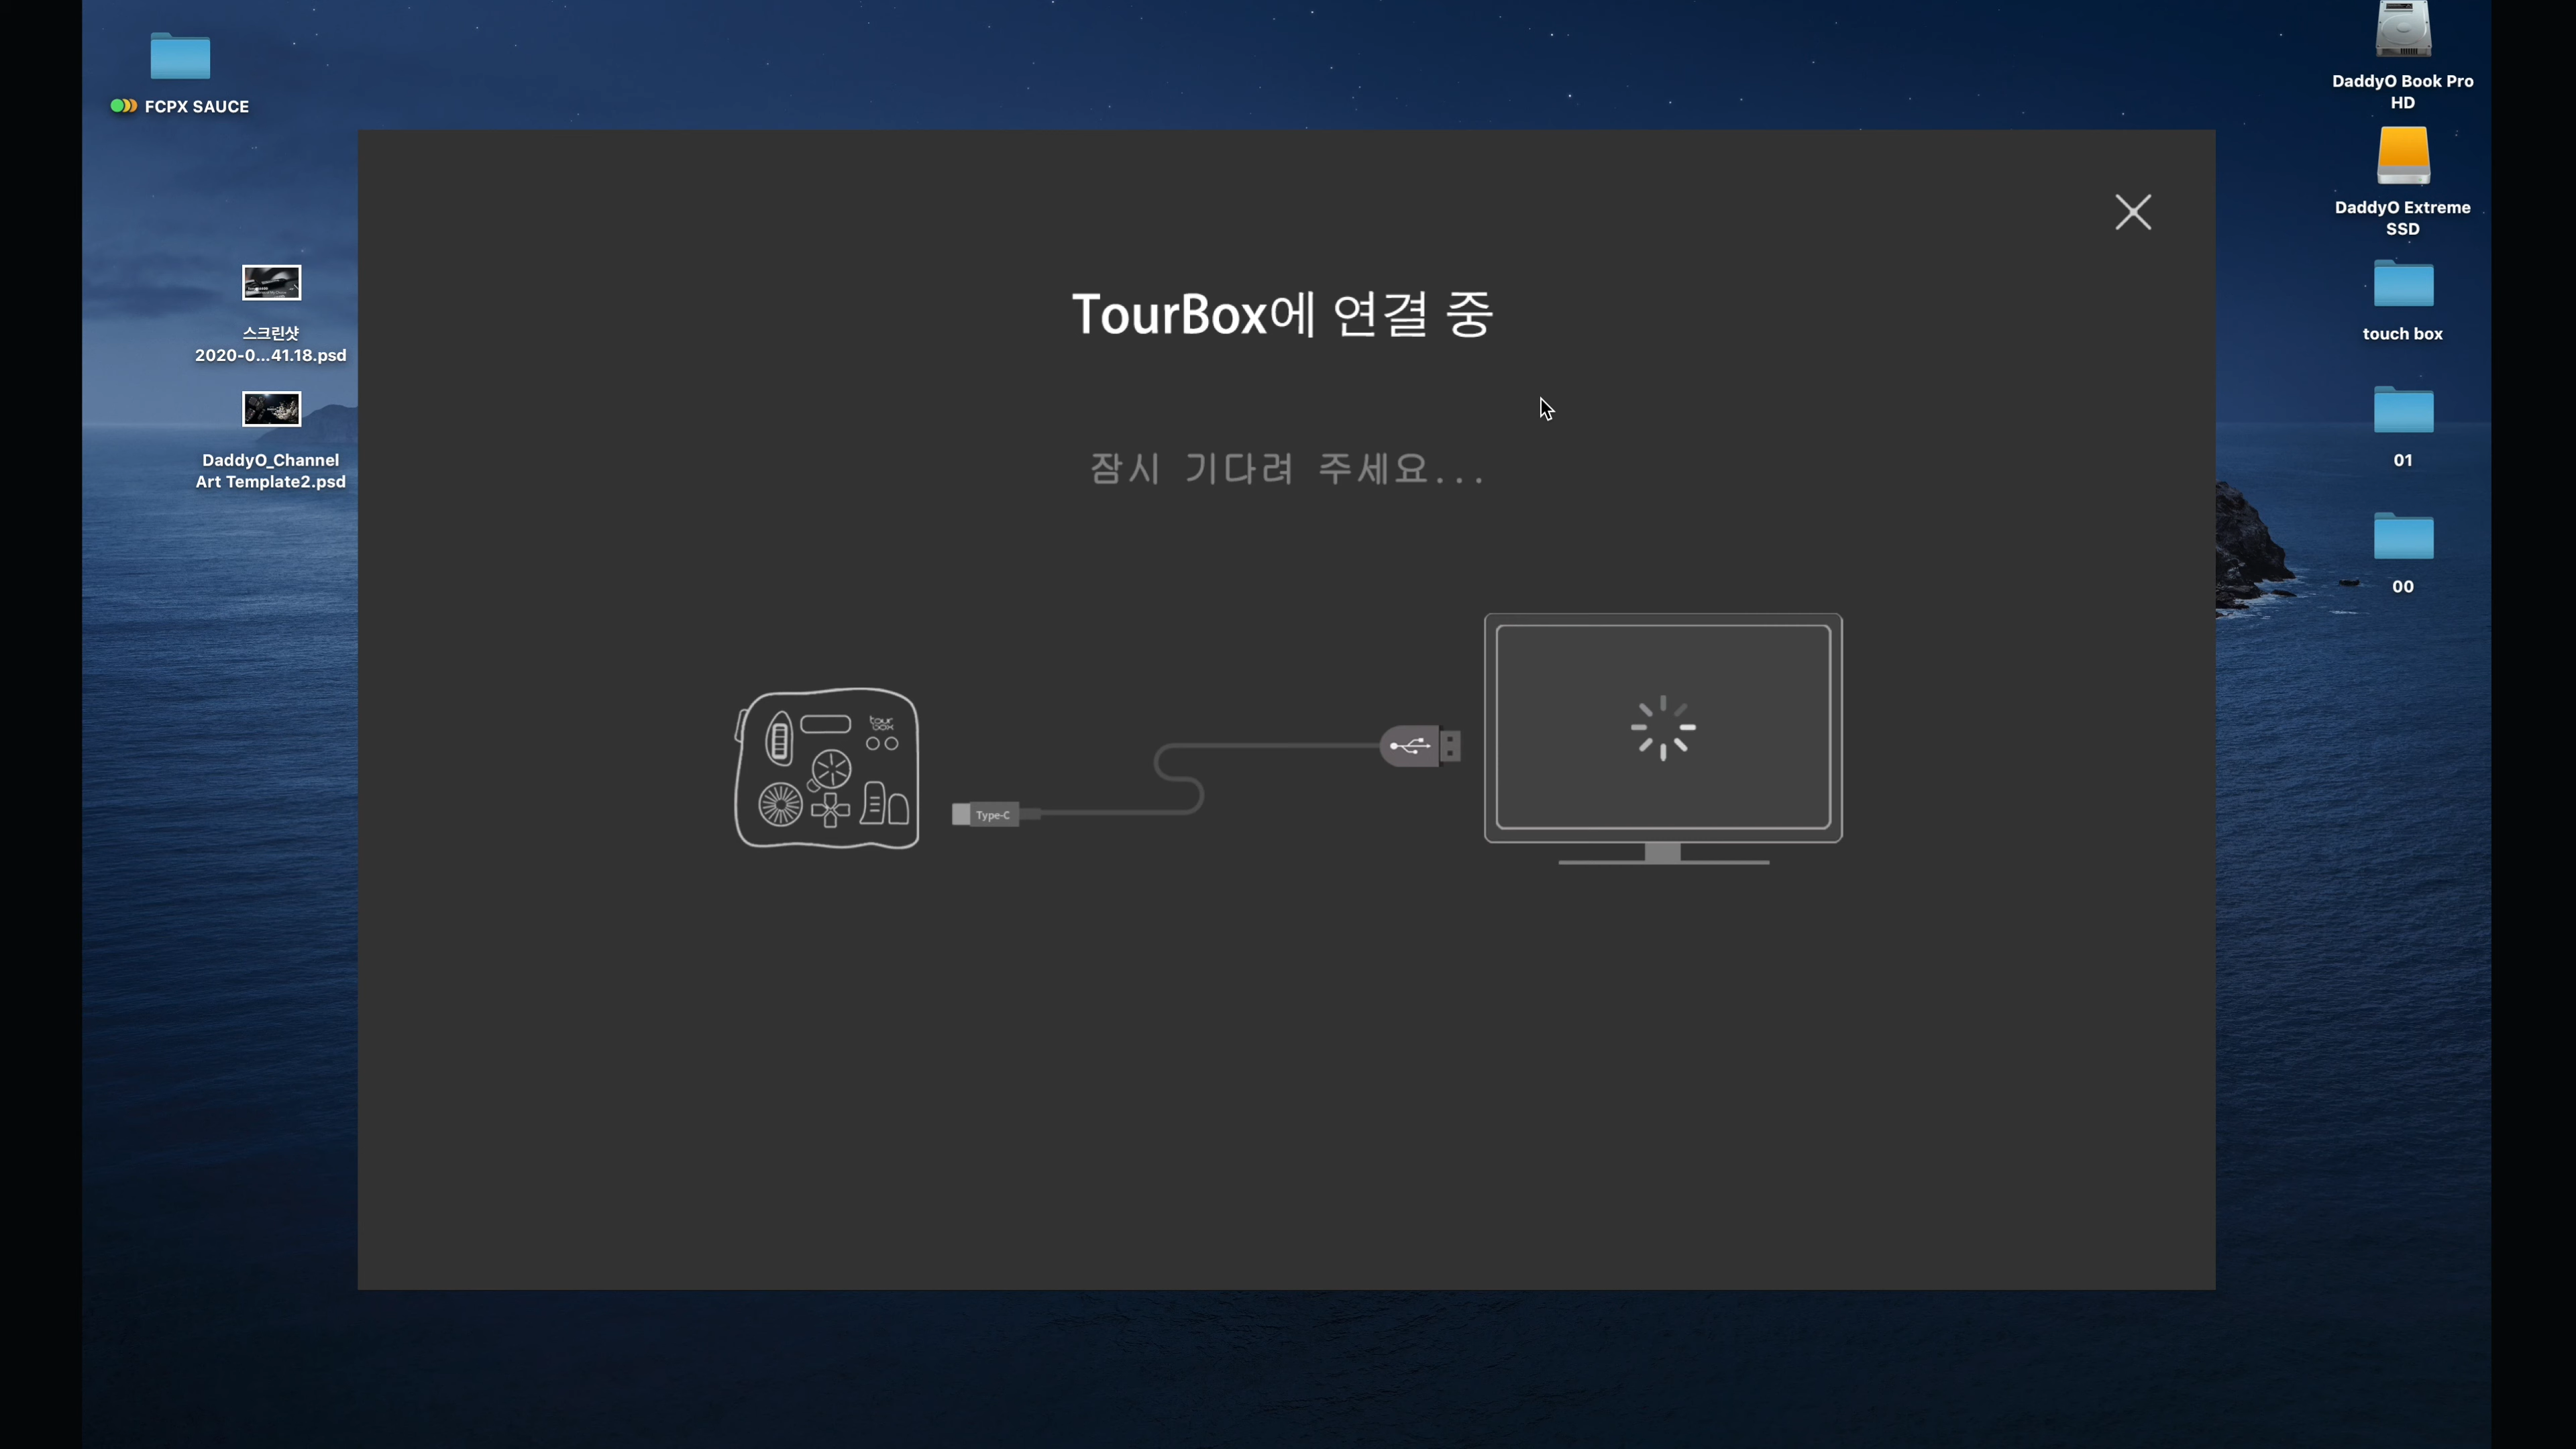 FCPX SAUCE
DaddyO Book Pro
HD
DaddyO Extreme
SSD
TourBox에 연결 중
스크린샷
2020-0...41.18.psd
touch box
잠시 기다려 주세요...
DaddyO_Channel
Art Template2.psd
01
00
tour
box
Type-C